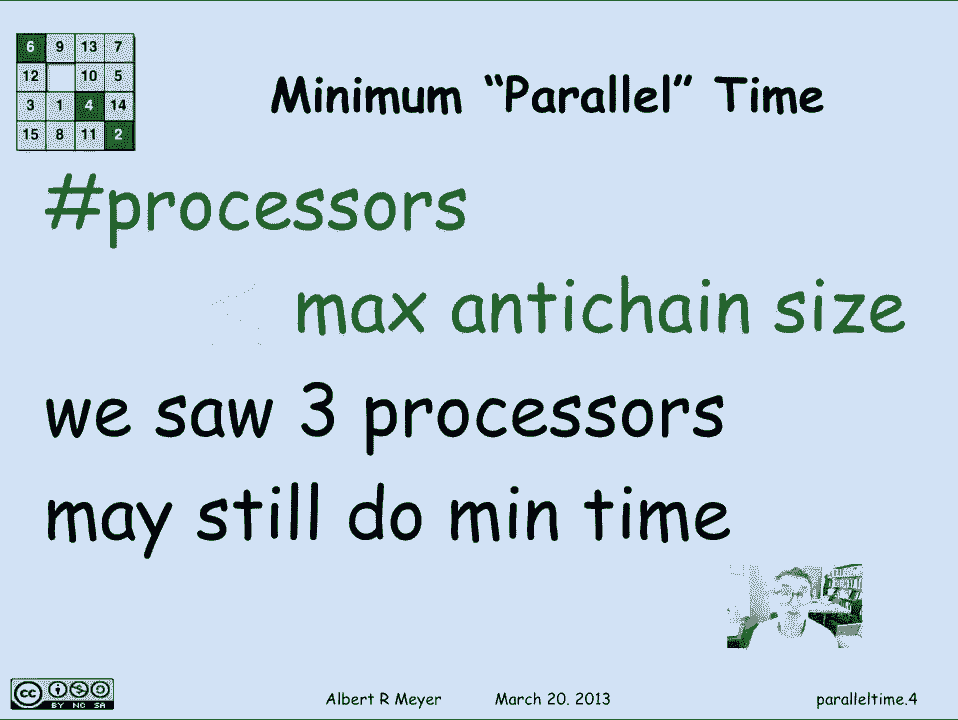 6 9 13 7
12 10 5
3 1 4 14
15 8 11 2
Minimum “Parallel” Time
#processors
max antichain size
we saw 3 processors
may still do min time
cc BY NC SA
Albert R Meyer March 20. 2013 paralleltime.4